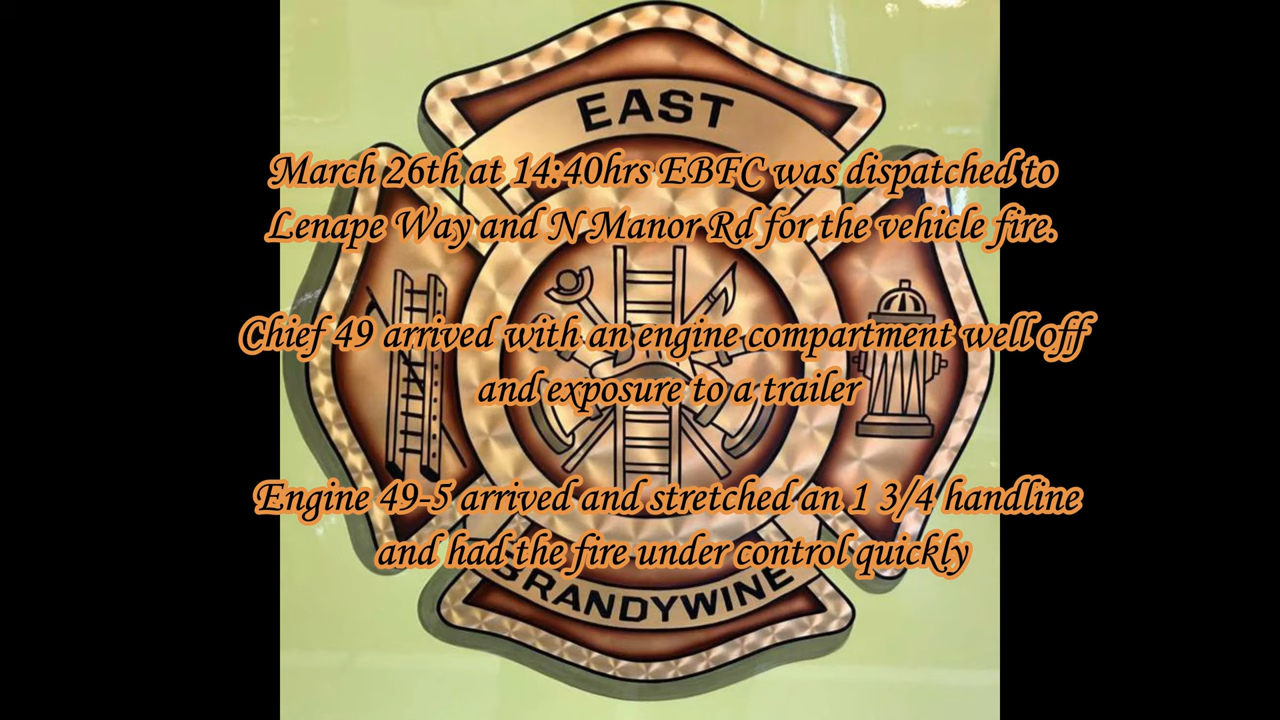 EAST
March 26th at 14:40hrs EBFC was dispatched to
Lenape Way and N Manor Rd for the vehicle fire.
Chief 49 arrived with an engine compartment well off
and exposure to a trailer
Engine 49-5 arrived and stretched an 1 3/4 handline
and had the fire under control quickly
BRANDYWINE